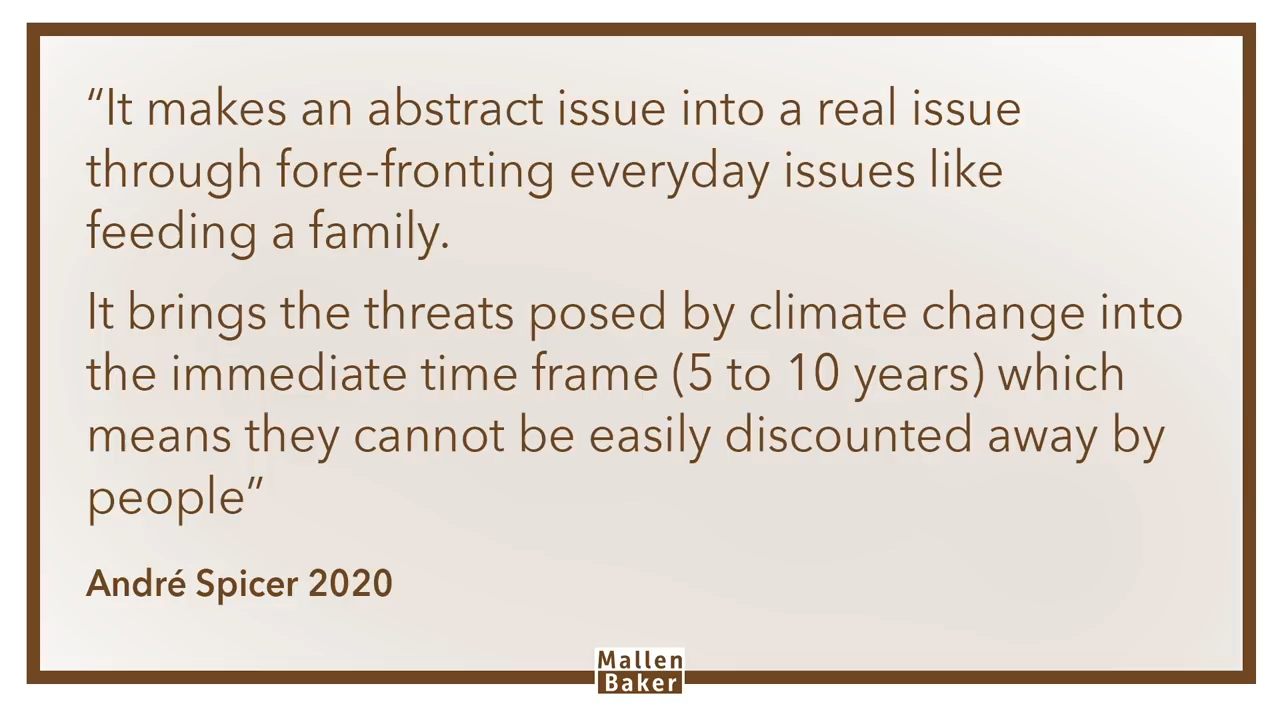 “It makes an abstract issue into a real issue
through fore-fronting everyday issues like
feeding a family.
It brings the threats posed by climate change into
the immediate time frame (5 to 10 years) which
means they cannot be easily discounted away by
people”
André Spicer 2020
Mallen
Baker